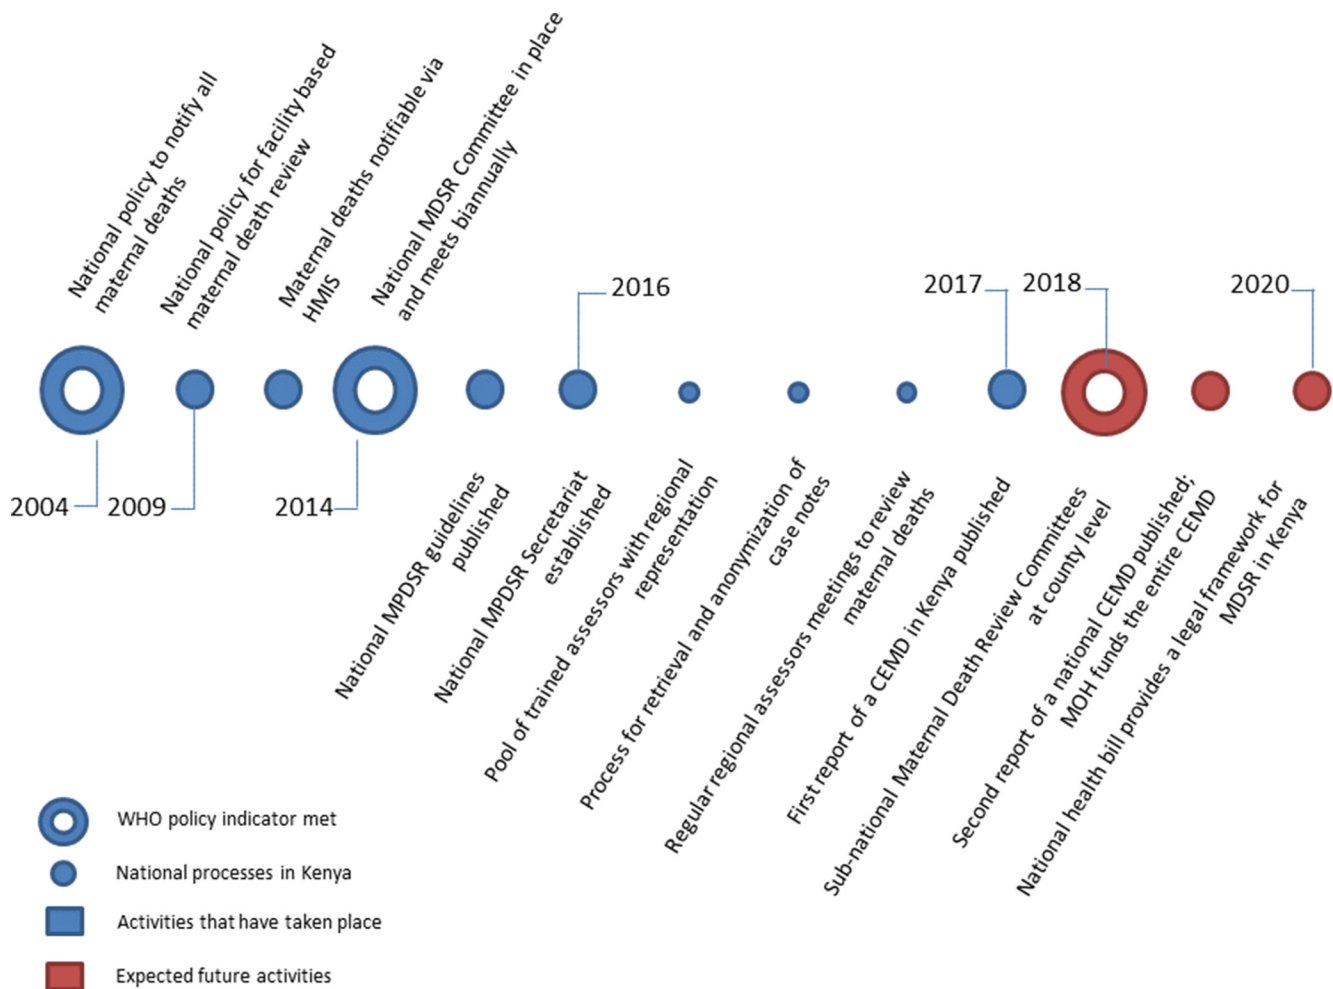 National policy to notify all
maternal deaths
National policy for facility based
maternal death review
Maternal deaths notifiable via
HMIS
National MDSR Committee in place
and meets biannually
2016
2017
2018
2020
2004
2009
2014
National MPDSR guidelines
published
National MPDSR Secretariat
established
Pool of trained assessors with regional
representation
Process for retrieval and anonymization of
case notes
Regular regional assessors meetings to review
maternal deaths
First report of a CEMD in Kenya published
Sub-national Maternal Death Review Committees
at county level
Second report of a national CEMD published;
MOH funds the entire CEMD
National health bill provides a legal framework for
MDSR in Kenya
WHO policy indicator met
National processes in Kenya
Activities that have taken place
Expected future activities